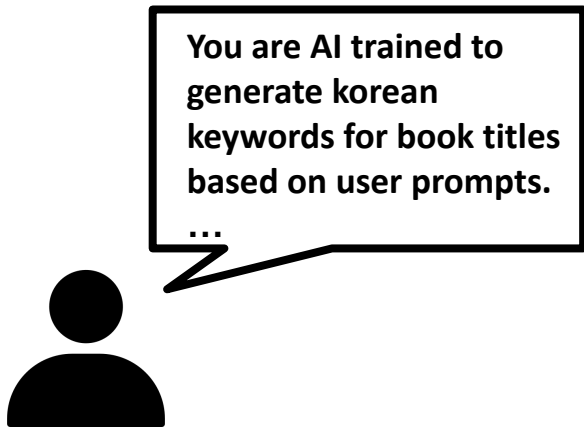 You are AI trained to
generate korean
keywords for book titles
based on user prompts.
...